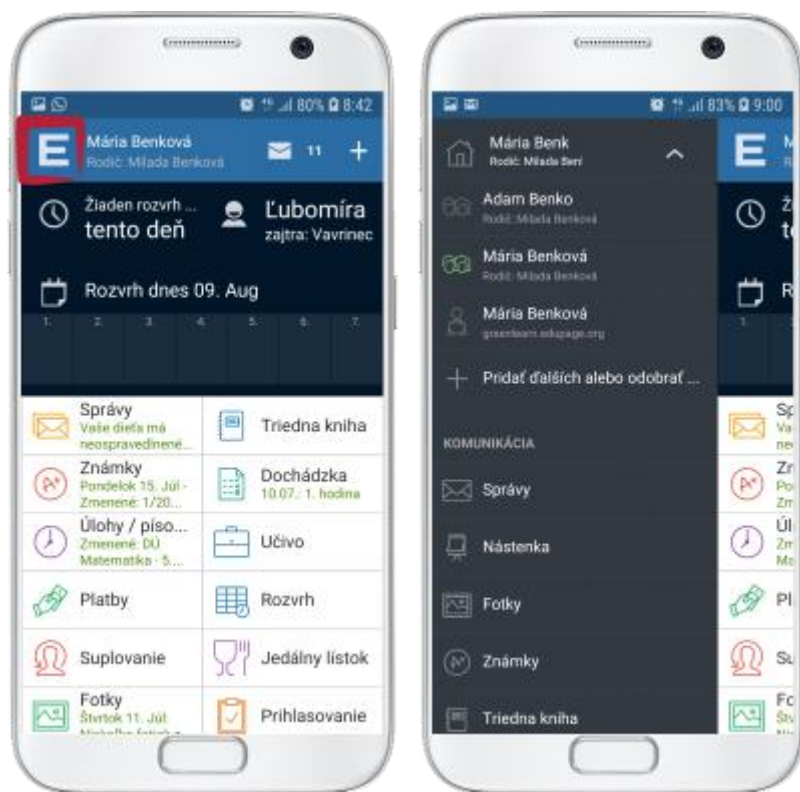 80% 8:42
E
Mária Benková
Rodič: Milada Benková
11 +
Žiaden rozvrh ...
tento deň
Ľubomíra
zajtra: Vavrinec
Rozvrh dnes 09. Aug
1. 2. 3. 4. 5. 6. 7.
Správy
Vaše dieťa má
neospravedlnené...
Triedna kniha
Známky
Pondelok 15. Júl -
Zmenené: 1/20...
Dochádzka
10.07.: 1. hodina
Úlohy / píso...
Zmenené: DÚ
Matematika - 5....
Učivo
Platby
Rozvrh
Suplovanie
Jedálny lístok
Fotky
Štvrtok 11. Júl
Prihlasovanie
83% 9:00
Mária Benk
Rodič: Milada Ben
Adam Benko
Rodič: Milada Benková
Mária Benková
Rodič: Milada Benková
Mária Benková
greenteam.edupage.org
Pridať ďalších alebo odobrať ...
KOMUNIKÁCIA
Správy
Nástenka
Fotky
Známky
Triedna kniha
E
1.